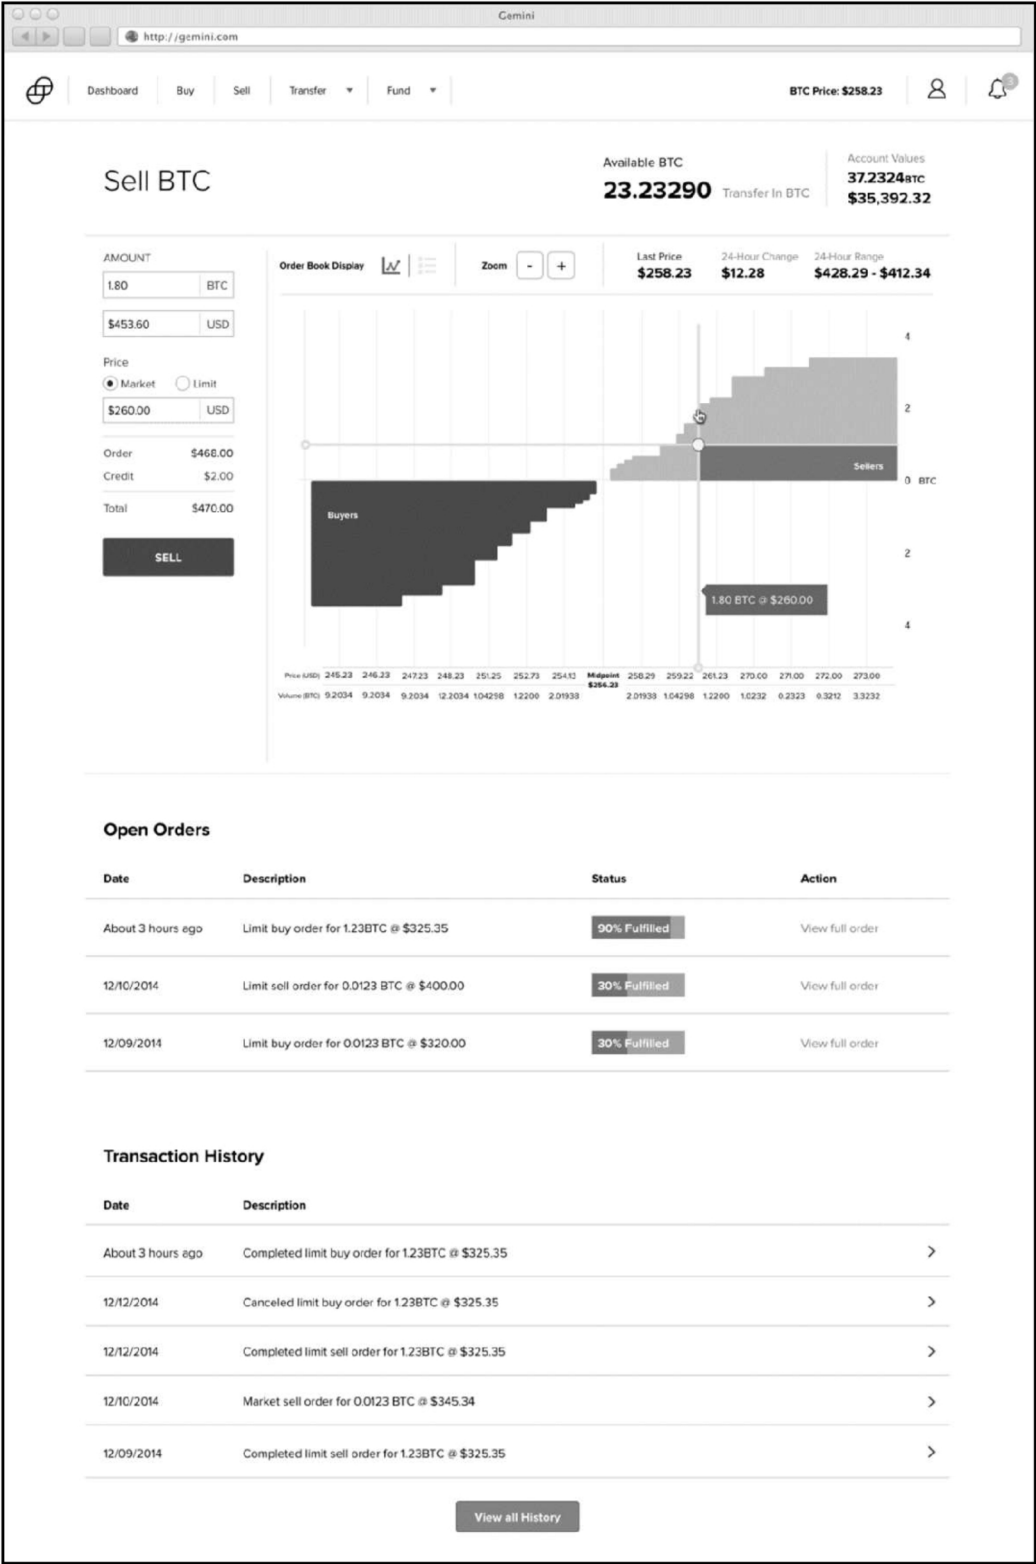 Gemini
http://gemini.com
Dashboard Buy Sell Transfer Fund BTC Price: $258.23 3
Sell BTC
Available BTC
23.23290 Transfer In BTC
Account Values
37.2324BTC
$35,392.32
AMOUNT
1.80 BTC
$453.60 USD
Price
Market Limit
$260.00 USD
Order $468.00
Credit $2.00
Total $470.00
SELL
Order Book Display Zoom - +
Last Price 24-Hour Change 24-Hour Range
$258.23 $12.28 $428.29 - $412.34
4
2
Sellers
0 BTC
Buyers
2
1.80 BTC @ $260.00
4
Price (USD) 245.23 246.23 247.23 248.23 251.25 252.73 254.12 Midpoint 258.29 259.22 261.23 270.00 271.00 272.00 273.00
$256.23
Volume (BTC) 9.2034 9.2034 9.2034 12.2034 1.04298 1.2200 2.01938 2.01938 1.04298 1.2200 1.0232 0.2323 0.3212 3.3232
Open Orders
Date Description Status Action
About 3 hours ago Limit buy order for 1.23BTC @ $325.35 90% Fulfilled View full order
12/10/2014 Limit sell order for 0.0123 BTC @ $400.00 30% Fulfilled View full order
12/09/2014 Limit buy order for 0.0123 BTC @ $320.00 30% Fulfilled View full order
Transaction History
Date Description
About 3 hours ago Completed limit buy order for 1.23BTC @ $325.35
12/12/2014 Canceled limit buy order for 1.23BTC @ $325.35
12/12/2014 Completed limit sell order for 1.23BTC @ $325.35
12/10/2014 Market sell order for 0.0123 BTC @ $345.34
12/09/2014 Completed limit sell order for 1.23BTC @ $325.35
View all History